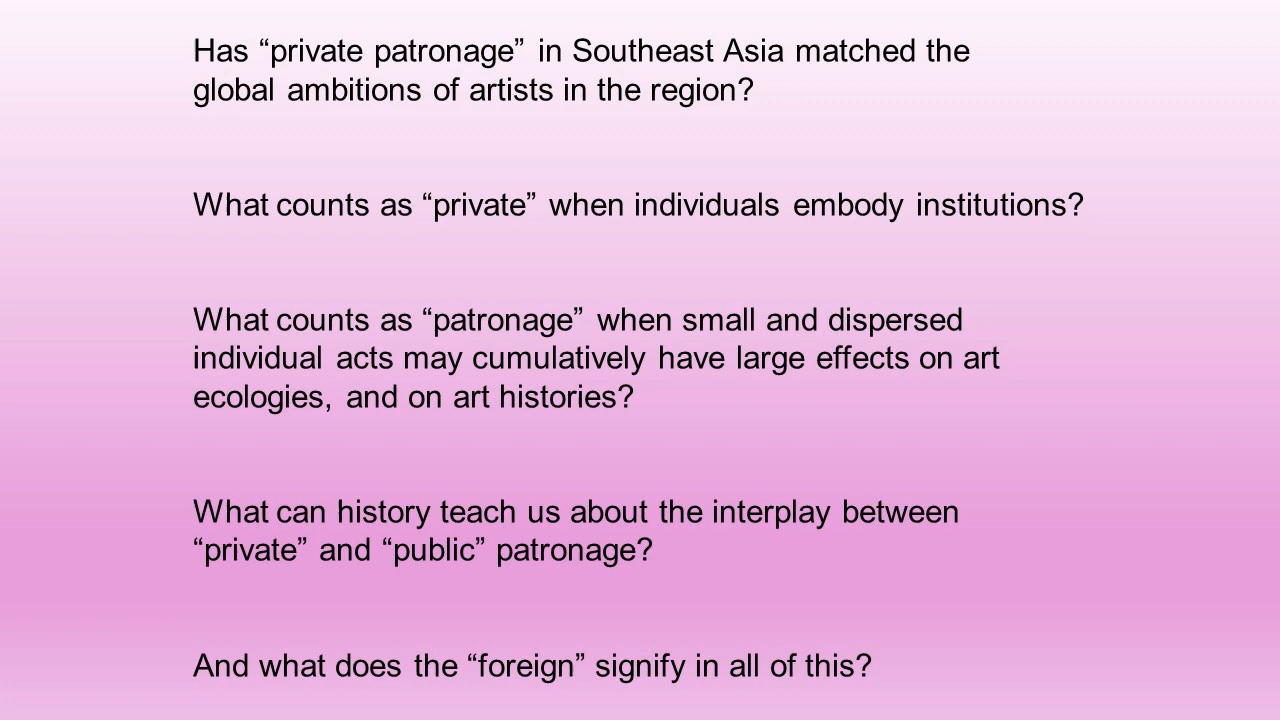 Has “private patronage” in Southeast Asia matched the
global ambitions of artists in the region?
What counts as “private” when individuals embody institutions?
What counts as “patronage” when small and dispersed
individual acts may cumulatively have large effects on art
ecologies, and on art histories?
What can history teach us about the interplay between
“private” and “public” patronage?
And what does the “foreign” signify in all of this?